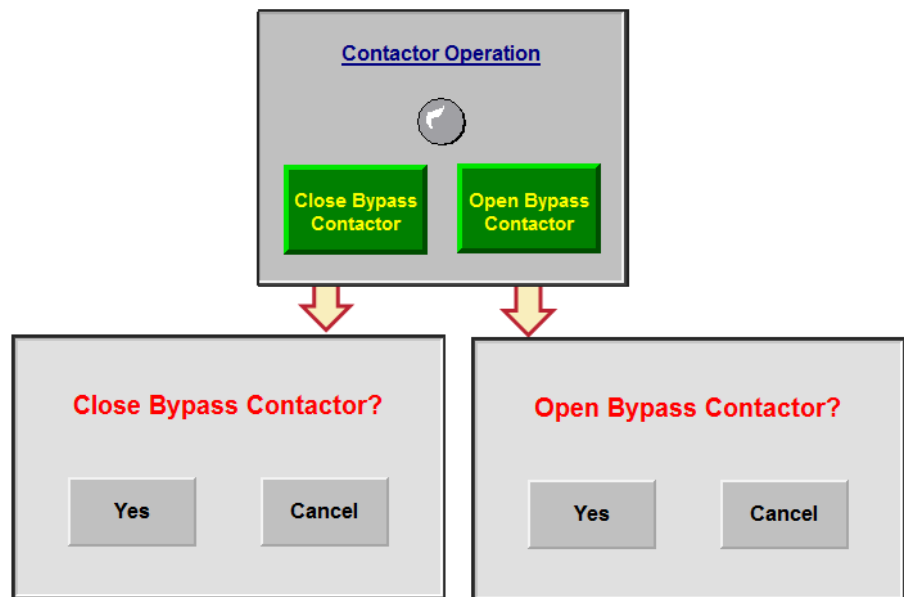 Contactor Operation
Close Bypass
Contactor
Open Bypass
Contactor
Close Bypass Contactor?
Yes
Cancel
Open Bypass Contactor?
Yes
Cancel